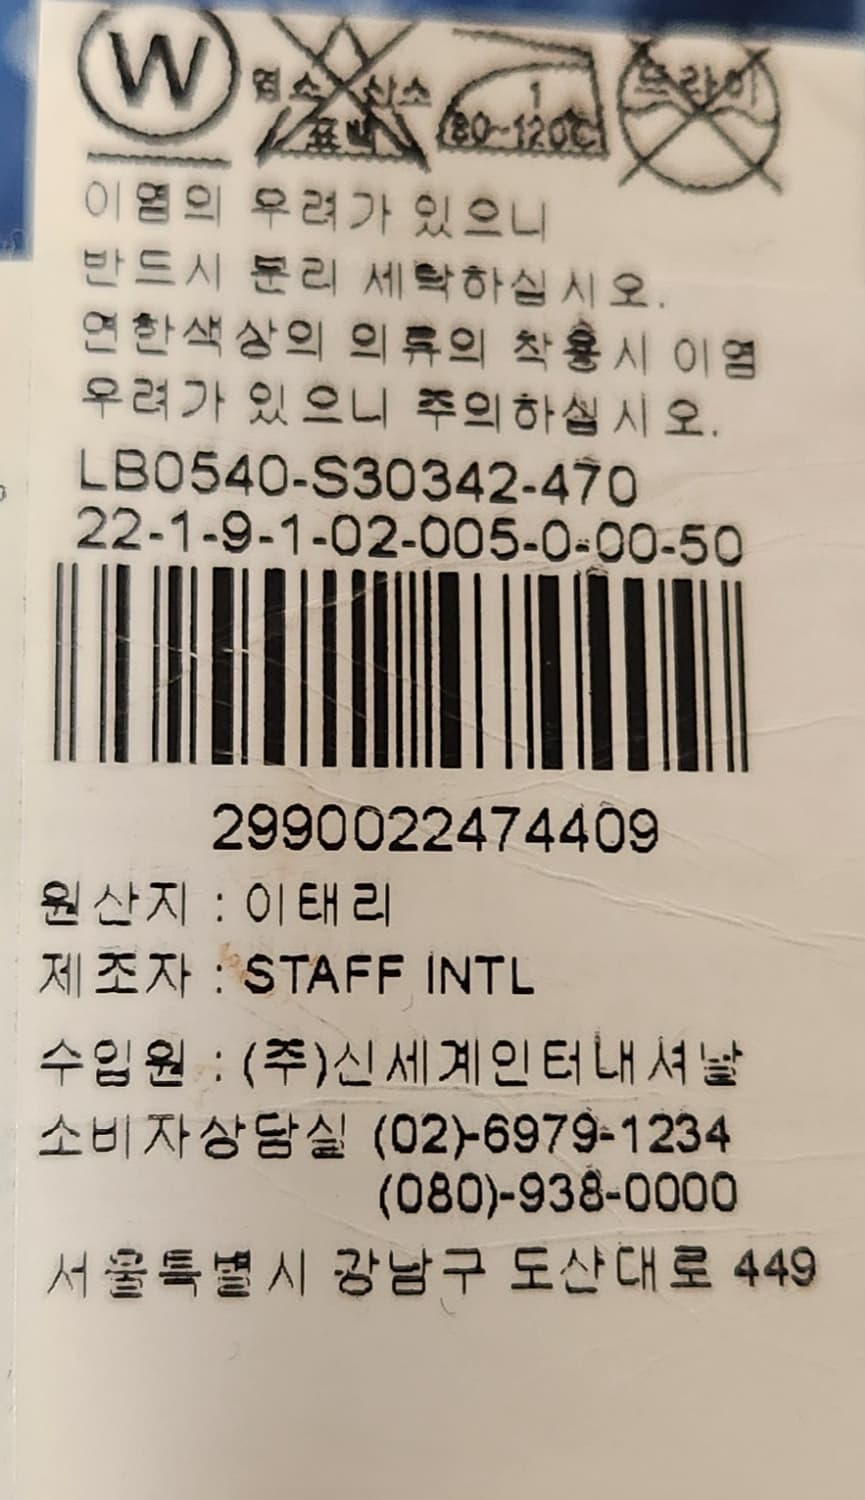 W 염소 산소 표백 1 80~120℃ 드라이
이염의 우려가 있으니
반드시 분리 세탁하십시오.
연한색상의 의류의 착용시 이염
우려가 있으니 주의하십시오.
LB0540-S30342-470
22-1-9-1-02-005-0-00-50
2990022474409
원산지 : 이태리
제조자 : STAFF INTL
수입원 : (주)신세계인터내셔날
소비자상담실 (02)-6979-1234
(080)-938-0000
서울특별시 강남구 도산대로 449